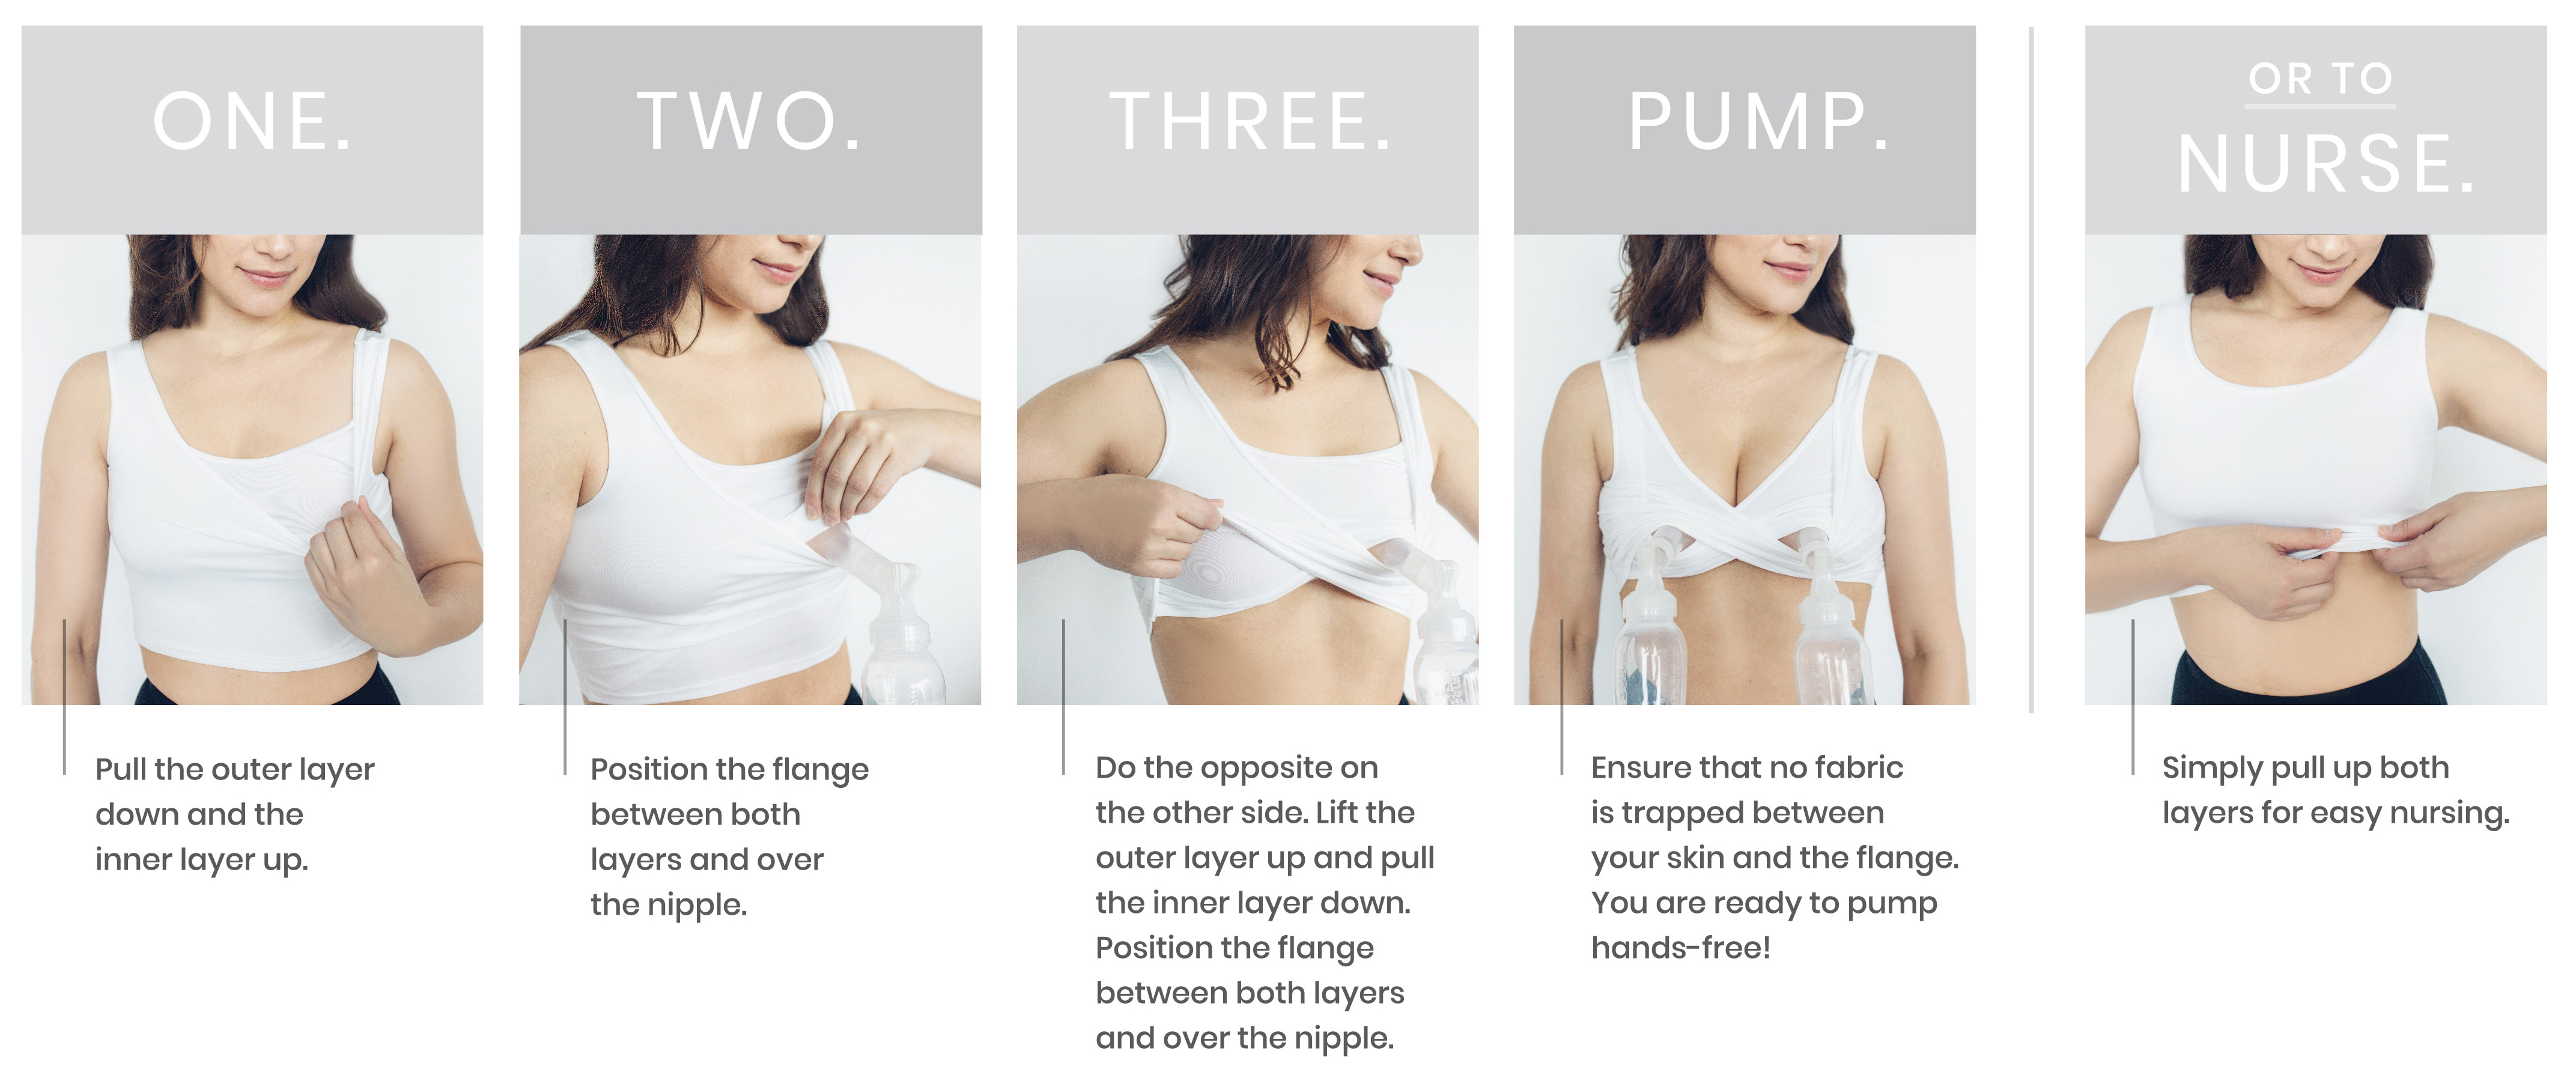 ONE.
Pull the outer layer
down and the
inner layer up.
TWO.
Position the flange
between both
layers and over
the nipple.
THREE.
Do the opposite on
the other side. Lift the
outer layer up and pull
the inner layer down.
Position the flange
between both layers
and over the nipple.
PUMP.
Ensure that no fabric
is trapped between
your skin and the flange.
You are ready to pump
hands-free!
OR TO
NURSE.
Simply pull up both
layers for easy nursing.